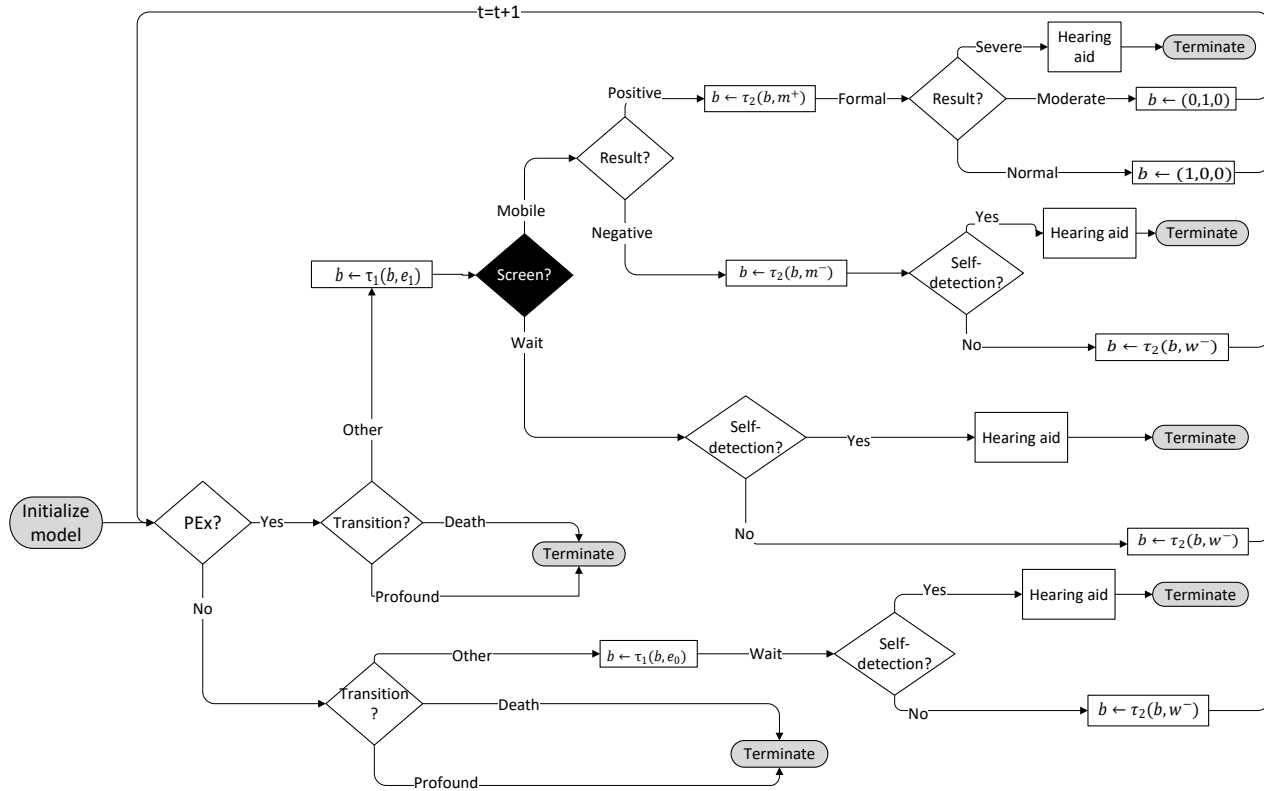 t=t+1
Severe
Hearing
aid
Terminate
Positive
b ← τ₂(b, m⁺)
Formal
Result?
Moderate
b ← (0,1,0)
Result?
Normal
b ← (1,0,0)
Mobile
Negative
Yes
Hearing aid
Terminate
b ← τ₁(b, e₁)
Screen?
b ← τ₂(b, m⁻)
Self-
detection?
Wait
No
b ← τ₂(b, w⁻)
Other
Self-
detection?
Yes
Hearing aid
Terminate
Initialize
model
PEx?
Yes
Transition?
Death
Terminate
No
b ← τ₂(b, w⁻)
Profound
No
Yes
Hearing aid
Terminate
Other
b ← τ₁(b, e₀)
Wait
Self-
detection?
Transition
?
Death
No
b ← τ₂(b, w⁻)
Terminate
Profound